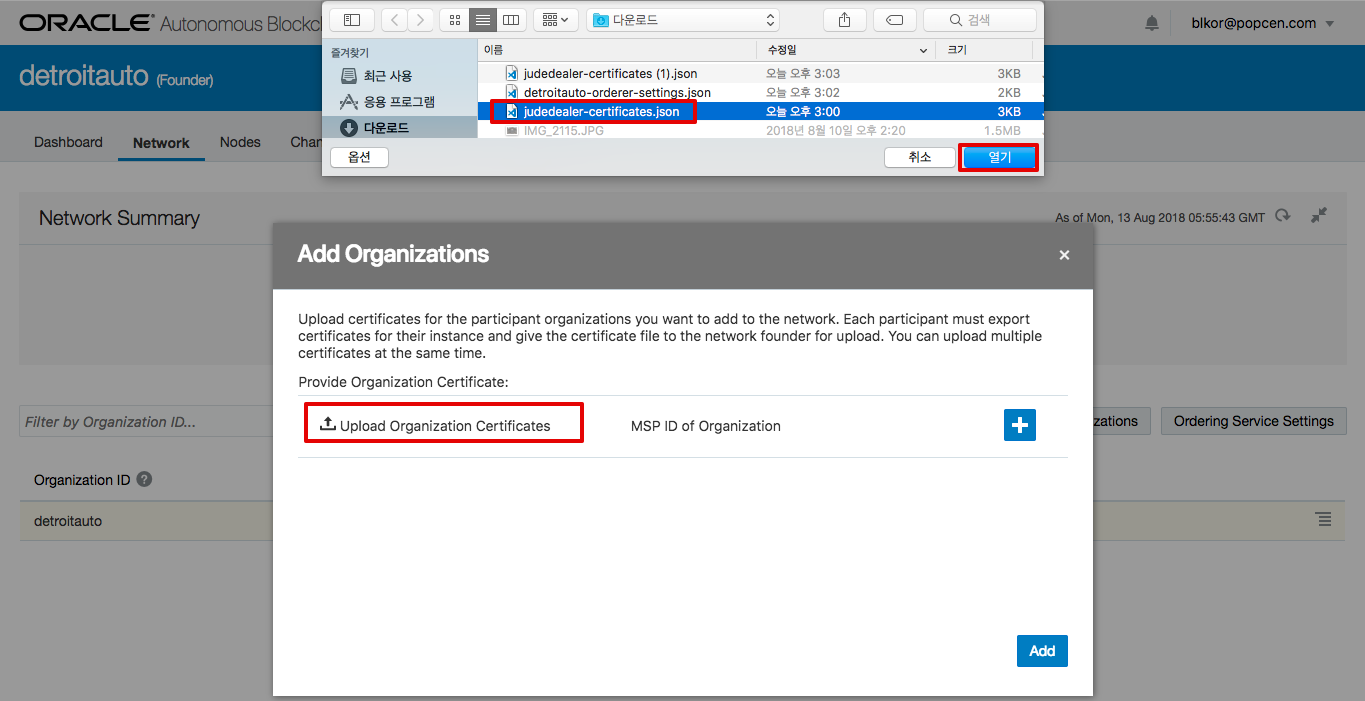 ORACLE® Autonomous Blockc
다운로드
검색
blkor@popcen.com
detroitauto (Founder)
즐겨찾기
최근 사용
응용 프로그램
다운로드
이름 수정일 크기
judedealer-certificates (1).json 오늘 오후 3:03 3KB
detroitauto-orderer-settings.json 오늘 오후 3:02 2KB
judedealer-certificates.json 오늘 오후 3:00 3KB
IMG_2115.JPG 2018년 8월 10일 오후 2:20 1.5MB
옵션 취소 열기
Dashboard Network Nodes Chan
Network Summary
As of Mon, 13 Aug 2018 05:55:43 GMT
Add Organizations
×
Upload certificates for the participant organizations you want to add to the network. Each participant must export
certificates for their instance and give the certificate file to the network founder for upload. You can upload multiple
certificates at the same time.
Provide Organization Certificate:
Upload Organization Certificates MSP ID of Organization
Filter by Organization ID...
zations Ordering Service Settings
Organization ID ?
detroitauto
Add